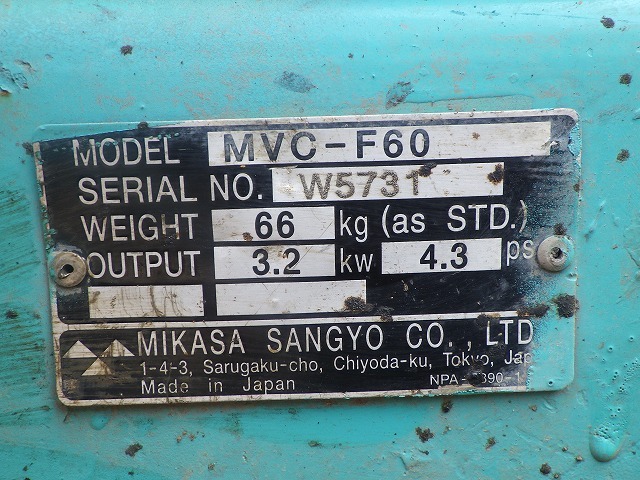 MODEL MVC-F60
SERIAL NO. W5731
WEIGHT 66 kg (as STD.)
OUTPUT 3.2 kw 4.3 ps
MIKASA SANGYO CO., LTD
1-4-3, Sarugaku-cho, Chiyoda-ku, Tokyo, Jap
Made in Japan